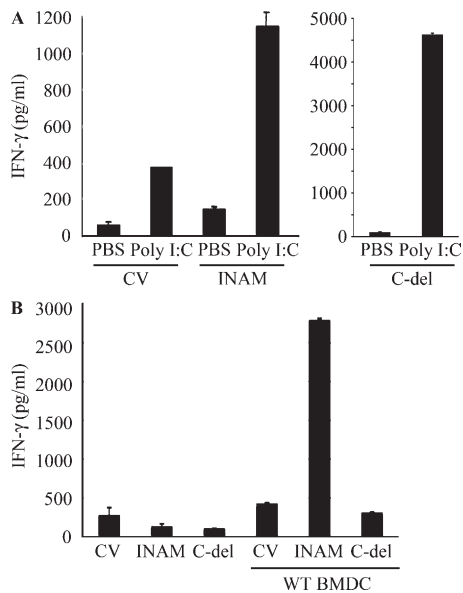 A
1200
1000
800
600
400
200
0
IFN-γ (pg/ml)
PBS Poly I:C PBS Poly I:C
CV INAM
5000
4000
3000
2000
1000
0
PBS Poly I:C
C-del
B
3000
2500
2000
1500
1000
500
0
IFN-γ (pg/ml)
CV INAM C-del CV INAM C-del
WT BMDC